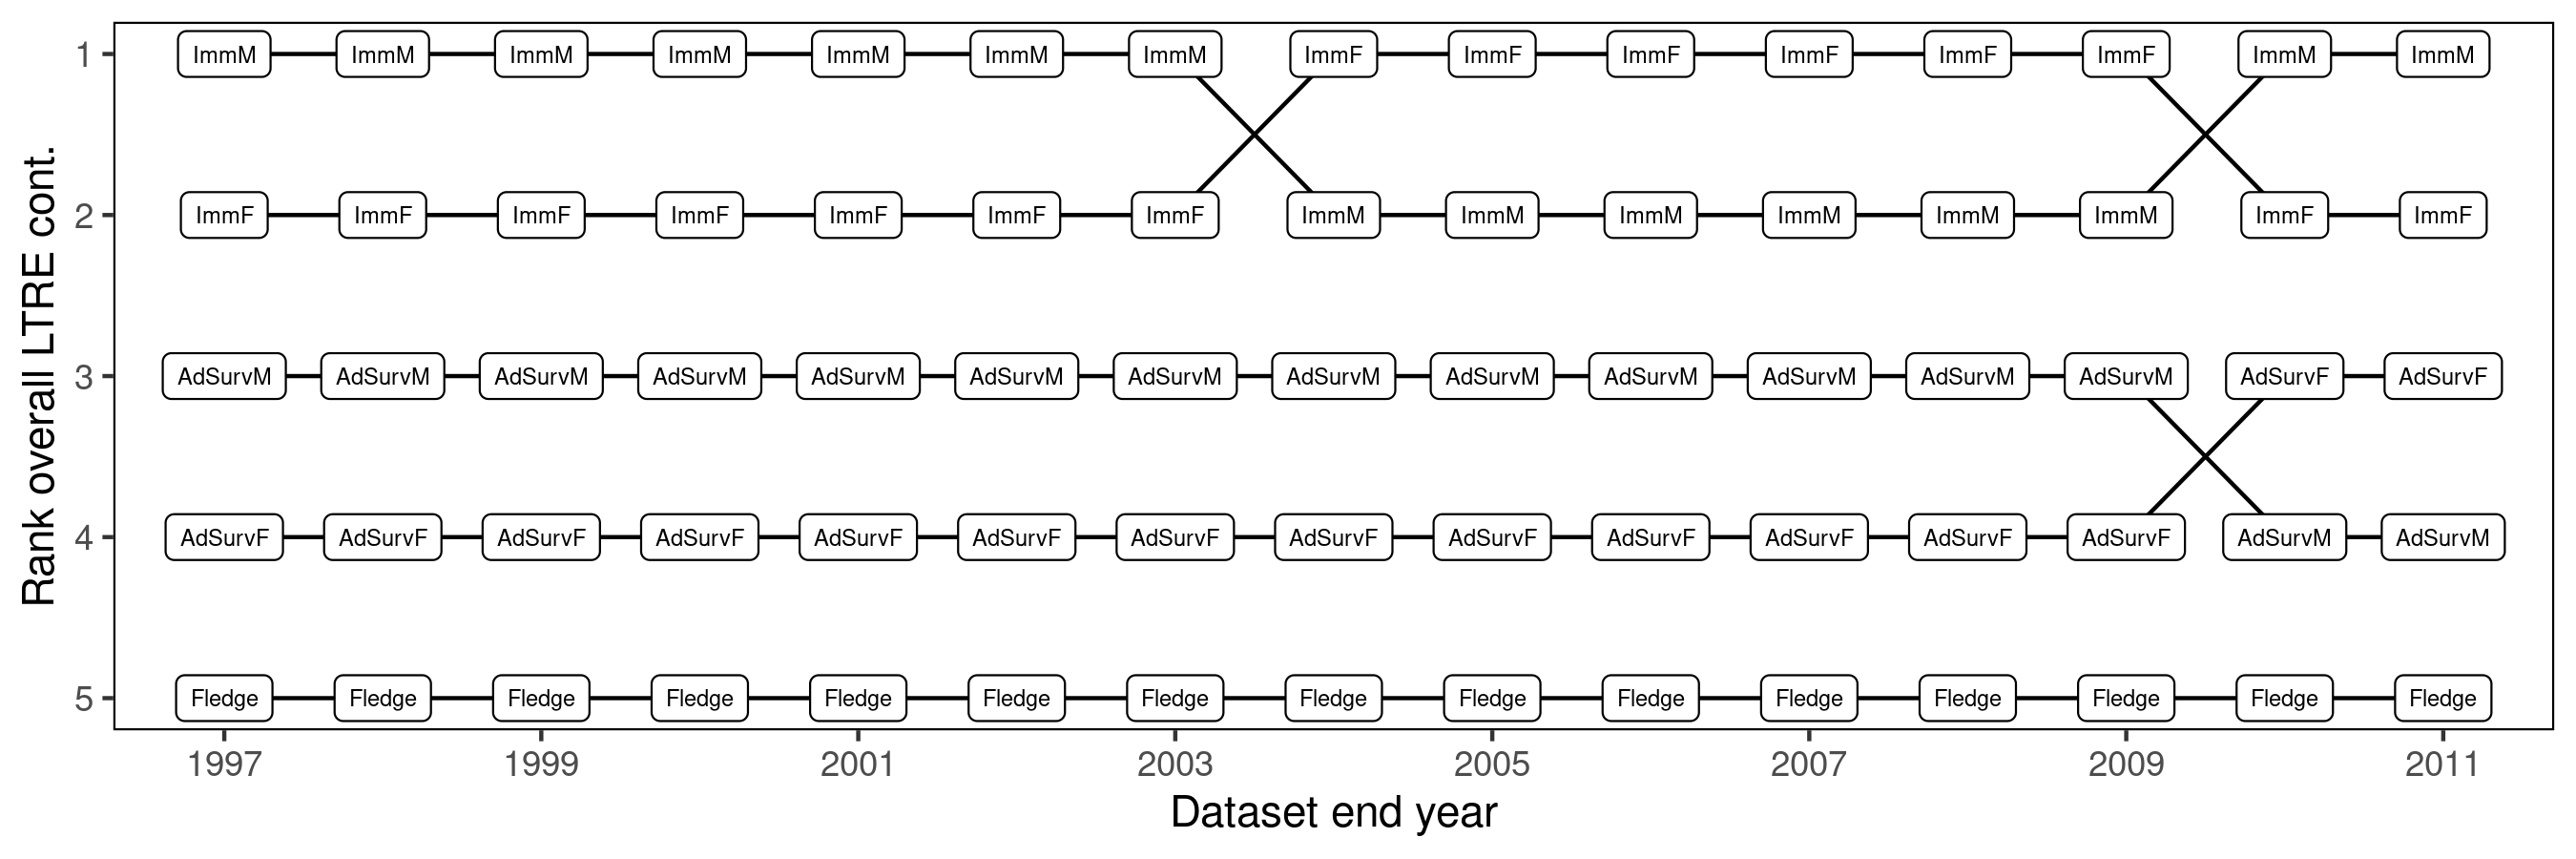 Rank overall LTRE cont.
1 ImmM ImmM ImmM ImmM ImmM ImmM ImmM ImmF ImmF ImmF ImmF ImmF ImmF ImmM ImmM
2 ImmF ImmF ImmF ImmF ImmF ImmF ImmF ImmM ImmM ImmM ImmM ImmM ImmM ImmF ImmF
3 AdSurvM AdSurvM AdSurvM AdSurvM AdSurvM AdSurvM AdSurvM AdSurvM AdSurvM AdSurvM AdSurvM AdSurvM AdSurvM AdSurvF AdSurvF
4 AdSurvF AdSurvF AdSurvF AdSurvF AdSurvF AdSurvF AdSurvF AdSurvF AdSurvF AdSurvF AdSurvF AdSurvF AdSurvF AdSurvM AdSurvM
5 Fledge Fledge Fledge Fledge Fledge Fledge Fledge Fledge Fledge Fledge Fledge Fledge Fledge Fledge Fledge
1997 1999 2001 2003 2005 2007 2009 2011
Dataset end year